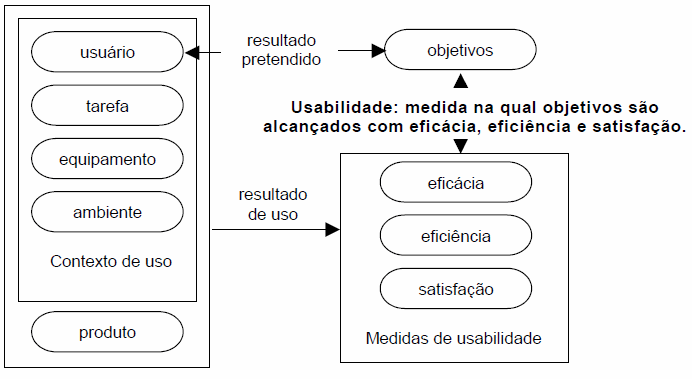 usuário
tarefa
equipamento
ambiente
Contexto de uso
produto
resultado
pretendido
objetivos
Usabilidade: medida na qual objetivos são
alcançados com eficácia, eficiência e satisfação.
resultado
de uso
eficácia
eficiência
satisfação
Medidas de usabilidade